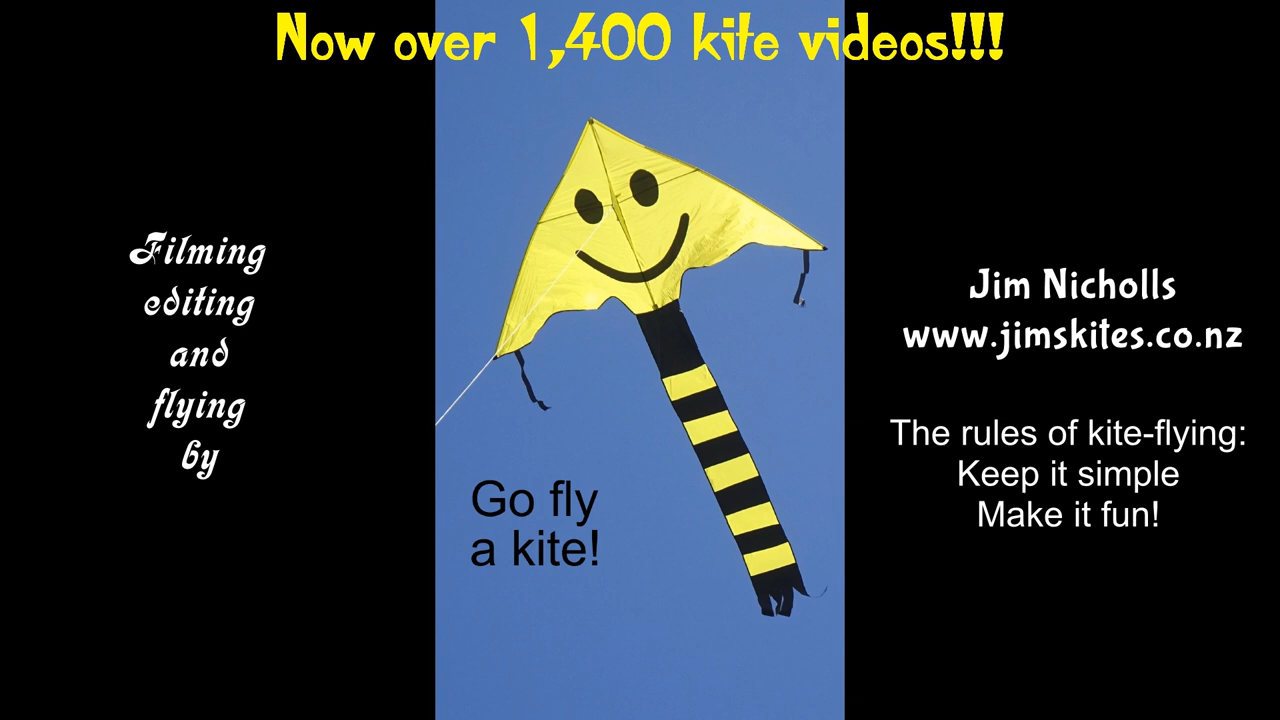 Now over 1,400 kite videos!!!
Filming
editing
and
flying
by
Jim Nicholls
www.jimskites.co.nz
The rules of kite-flying:
Keep it simple
Make it fun!
Go fly
a kite!